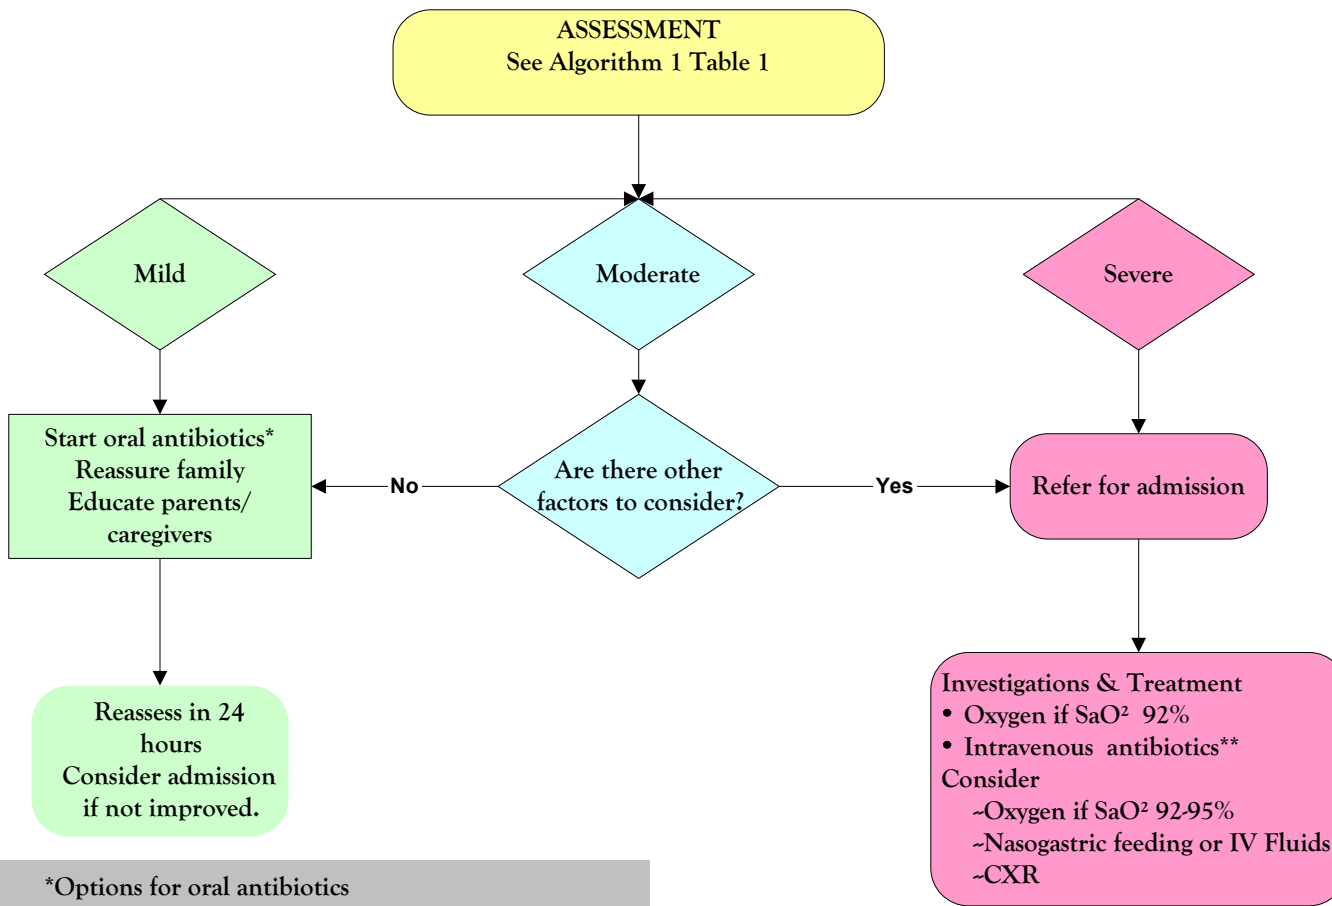 ASSESSMENT
See Algorithm 1 Table 1
Mild
Moderate
Severe
Start oral antibiotics*
Reassure family
Educate parents/
caregivers
No
Are there other
factors to consider?
Yes
Refer for admission
Reassess in 24
hours
Consider admission
if not improved.
Investigations & Treatment
• Oxygen if SaO² 92%
• Intravenous antibiotics**
Consider
~Oxygen if SaO² 92-95%
~Nasogastric feeding or IV Fluids
~CXR
*Options for oral antibiotics